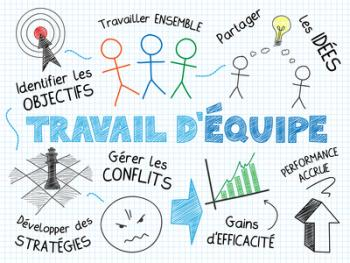 Travailler ENSEMBLE
Partager
les IDÉES
Identifier les
OBJECTIFS
TRAVAIL D'ÉQUIPE
Gérer les
CONFLITS
PERFORMANCE
ACCRUE
Développer des
STRATÉGIES
Gains
d'EFFICACITÉ